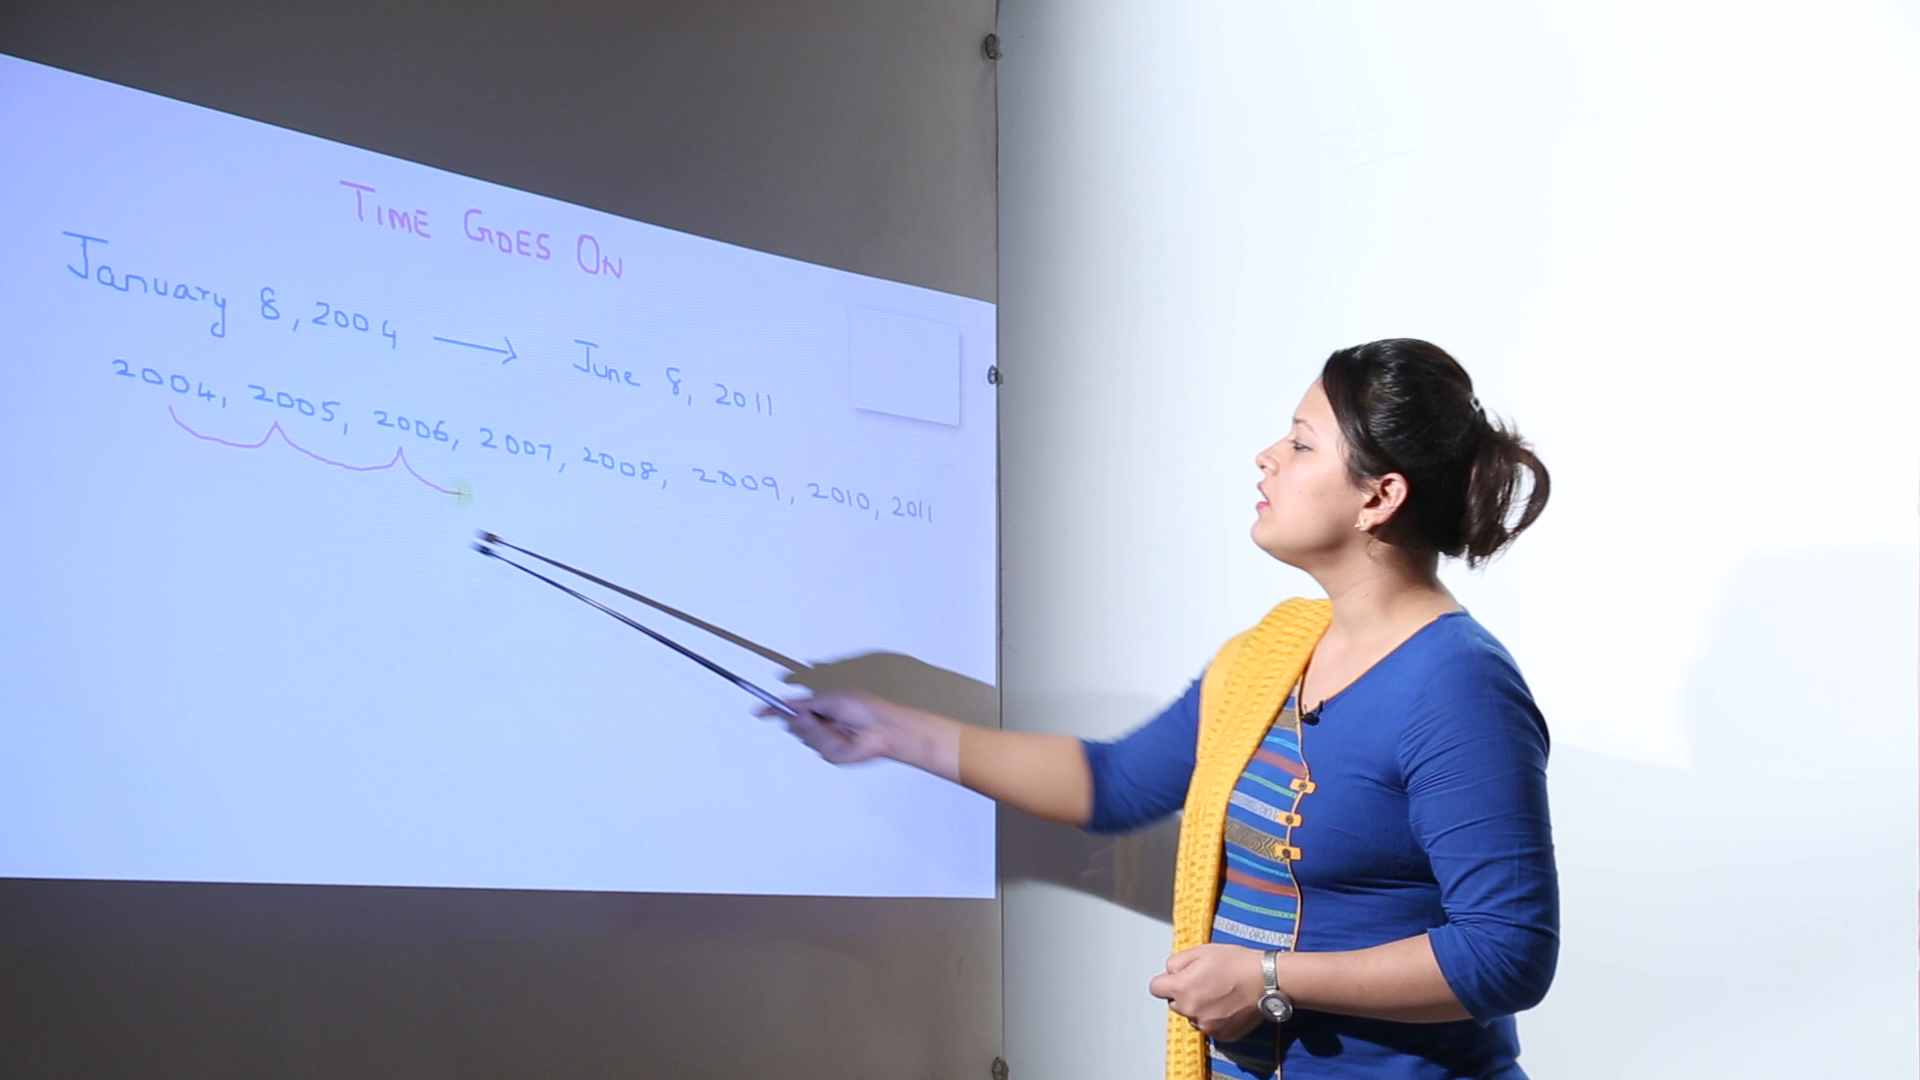 TIME GOES ON
January 8, 2004 → June 8, 2011
2004, 2005, 2006, 2007, 2008, 2009, 2010, 2011